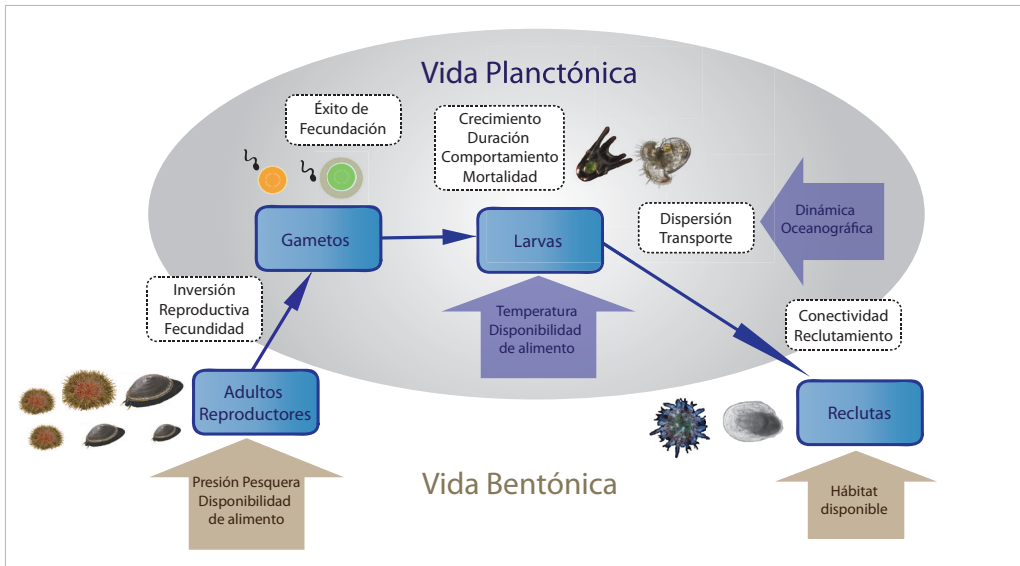 Vida Planctónica
Éxito de
Fecundación
Crecimiento
Duración
Comportamiento
Mortalidad
Dispersión
Transporte
Dinámica
Oceanográfica
Gametos
Larvas
Inversión
Reproductiva
Fecundidad
Temperatura
Disponibilidad
de alimento
Conectividad
Reclutamiento
Adultos
Reproductores
Reclutas
Presión Pesquera
Disponibilidad
de alimento
Vida Bentónica
Hábitat
disponible